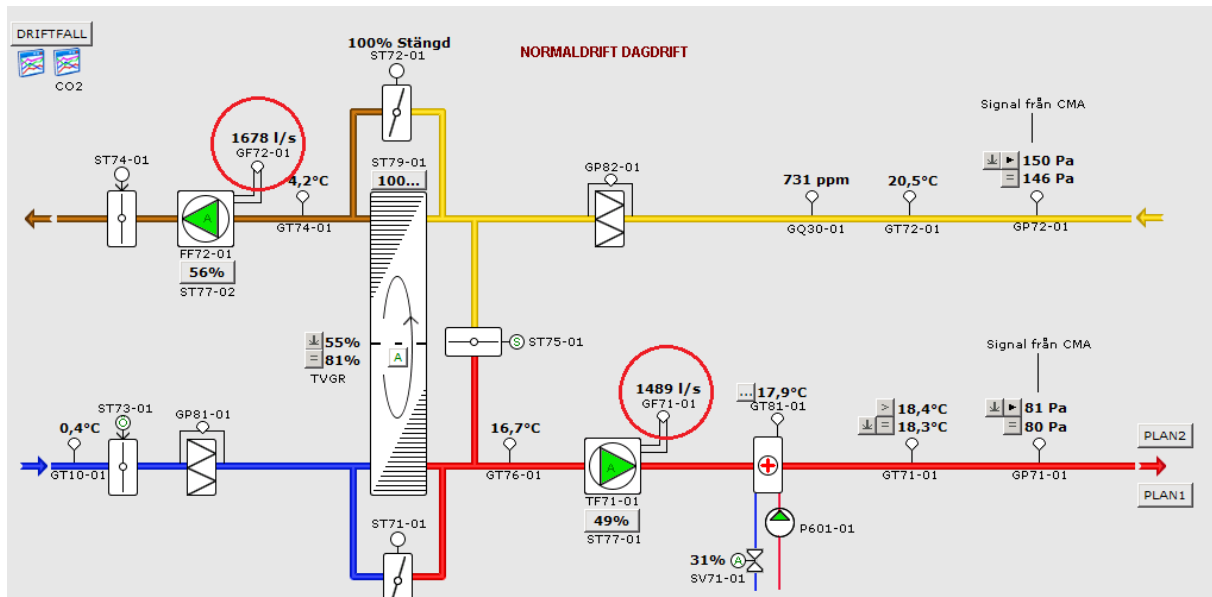 DRIFTFALL
CO2
100% Stängd
ST72-01
NORMALDRIFT DAGDRIFT
Signal från CMA
1678 l/s
GF72-01
ST74-01
4,2°C
GT74-01
ST79-01
100...
GP82-01
731 ppm
GQ30-01
20,5°C
GT72-01
150 Pa
= 146 Pa
GP72-01
A
FF72-01
56%
ST77-02
55%
= 81%
TVGR
A
S ST75-01
Signal från CMA
ST73-01
O
GP81-01
0,4°C
GT10-01
16,7°C
GT76-01
1489 l/s
GF71-01
A
TF71-01
49%
ST77-01
... 17,9°C
GT81-01
> 18,4°C
= 18,3°C
GT71-01
81 Pa
= 80 Pa
GP71-01
PLAN2
PLAN1
ST71-01
P601-01
31% A
SV71-01